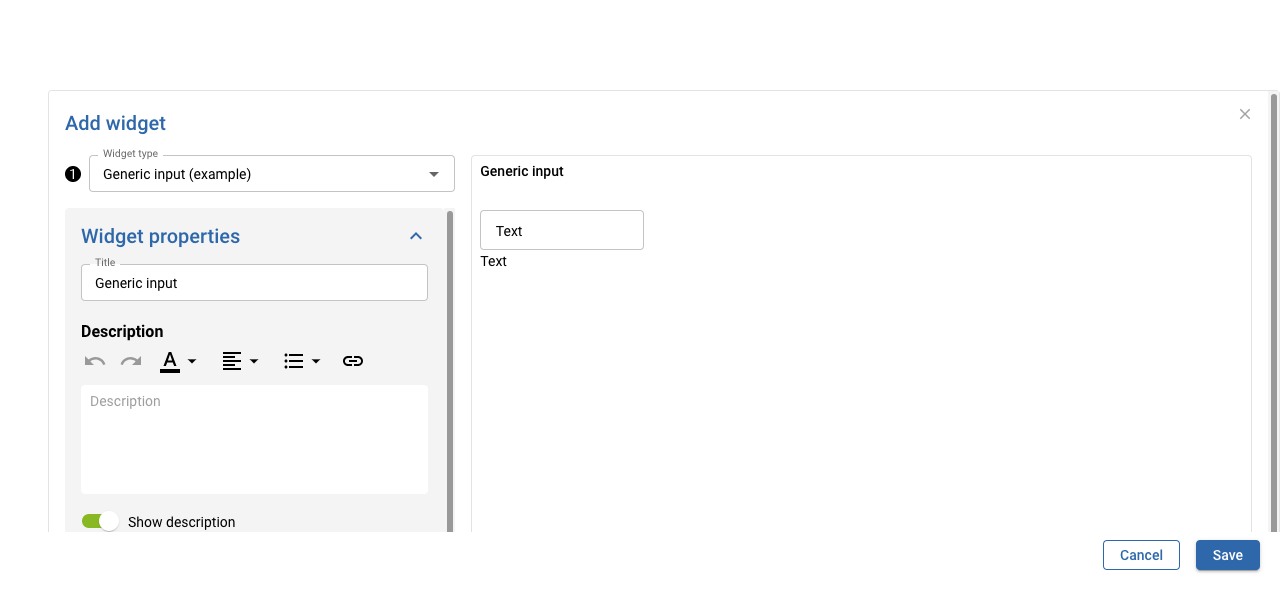 Add widget
Widget type
1
Generic input (example)
Generic input
Widget properties
Text
Text
Title
Generic input
Description
A
Description
Show description
Cancel
Save